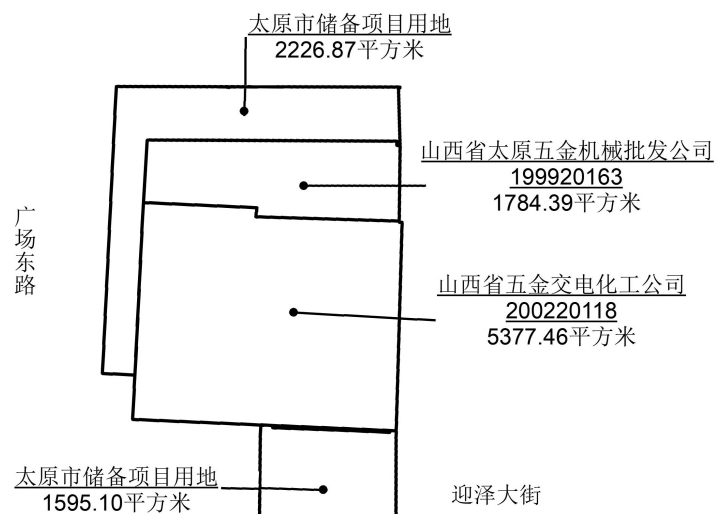 太原市储备项目用地
2226.87平方米
山西省太原五金机械批发公司
199920163
1784.39平方米
广场东路
山西省五金交电化工公司
200220118
5377.46平方米
太原市储备项目用地
1595.10平方米
迎泽大街